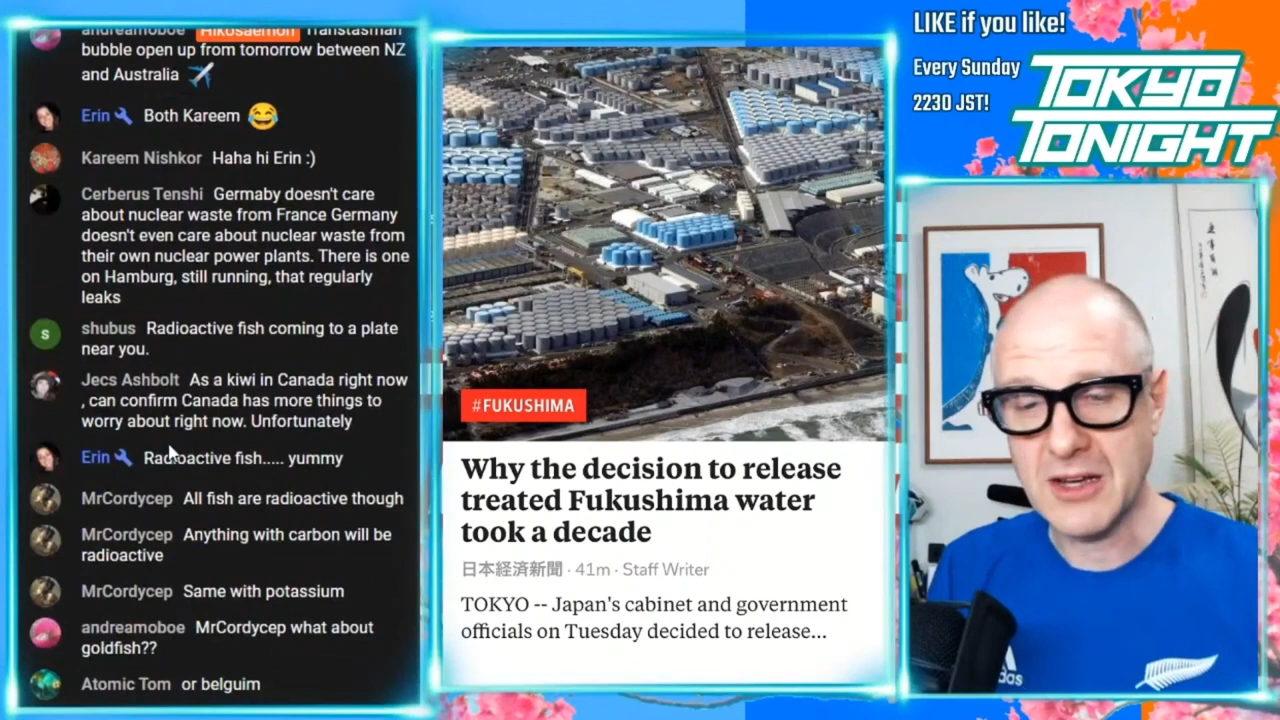 andreamoboe Hikosaemon Transtasman
bubble open up from tomorrow between NZ
and Australia
Erin Both Kareem
Kareem Nishkor Haha hi Erin :)
Cerberus Tenshi Germaby doesn't care
about nuclear waste from France Germany
doesn't even care about nuclear waste from
their own nuclear power plants. There is one
on Hamburg, still running, that regularly
leaks
S
shubus Radioactive fish coming to a plate
near you.
Jecs Ashbolt As a kiwi in Canada right now
, can confirm Canada has more things to
worry about right now. Unfortunately
Erin Radioactive fish..... yummy
MrCordycep All fish are radioactive though
MrCordycep Anything with carbon will be
radioactive
MrCordycep Same with potassium
andreamoboe MrCordycep what about
goldfish??
Atomic Tom or belguim
#FUKUSHIMA
Why the decision to release
treated Fukushima water
took a decade
日本経済新聞 · 41m · Staff Writer
TOKYO -- Japan's cabinet and government
officials on Tuesday decided to release...
LIKE if you like!
Every Sunday
2230 JST!
TOKYO
TONIGHT